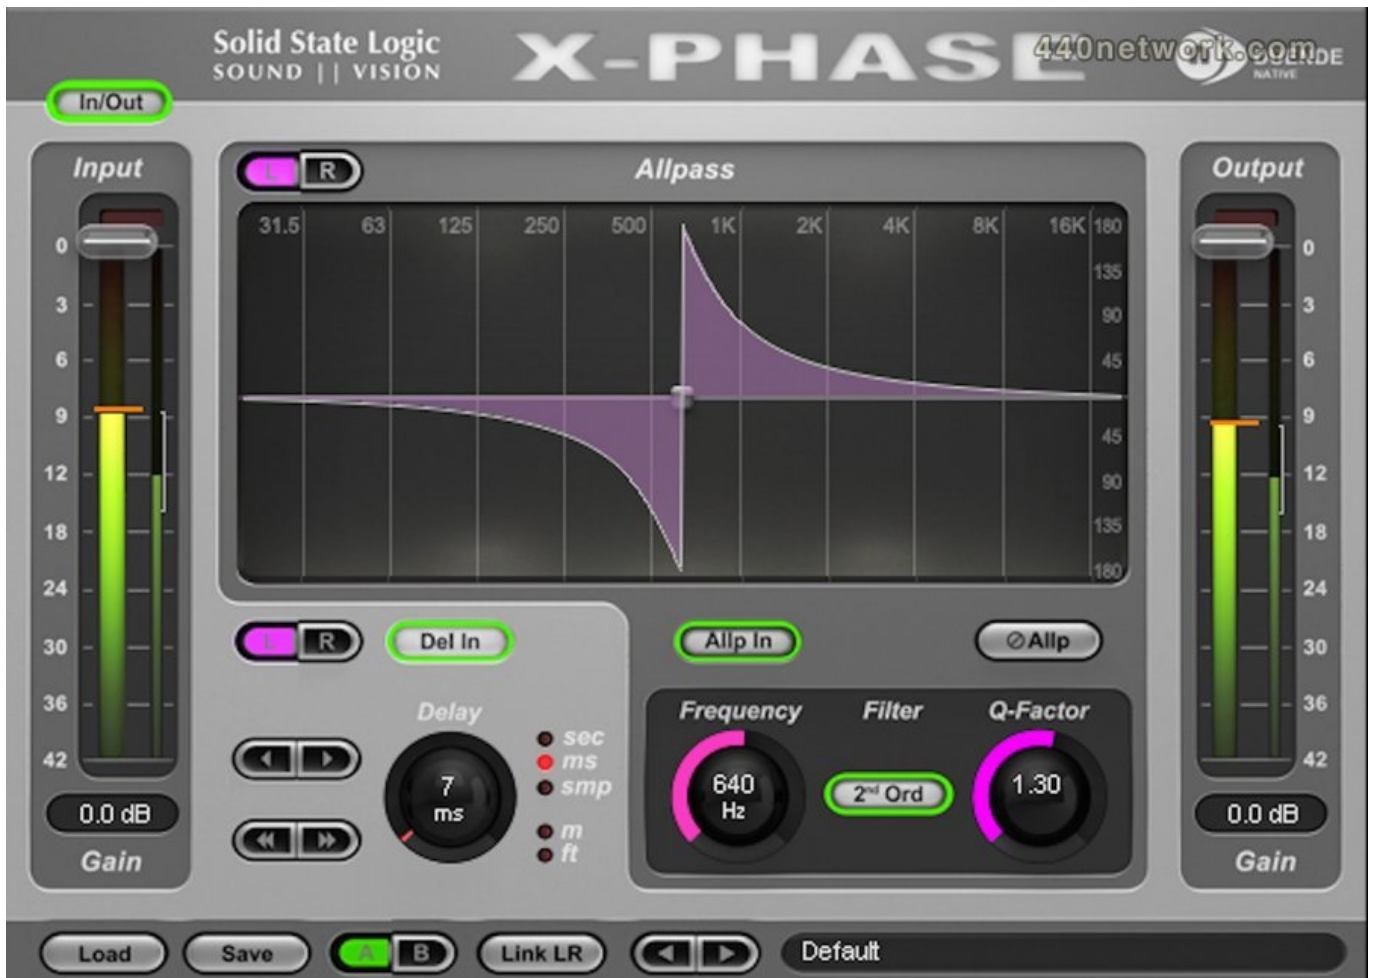 Solid State Logic
SOUND || VISION
X-PHASE
440network.com
NATIVE
In/Out
Input
L R
Allpass
Output
31.5 63 125 250 500 1K 2K 4K 8K 16K 180
135
90
45
45
90
135
180
0
3
6
9
12
18
24
30
36
42
0
3
6
9
12
18
24
30
36
42
L R
Del In
Allp In
⊘Allp
Delay
sec
ms
smp
m
ft
7
ms
Frequency
Filter
Q-Factor
640
Hz
2nd Ord
1.30
0.0 dB
Gain
0.0 dB
Gain
Load
Save
A B
Link LR
Default